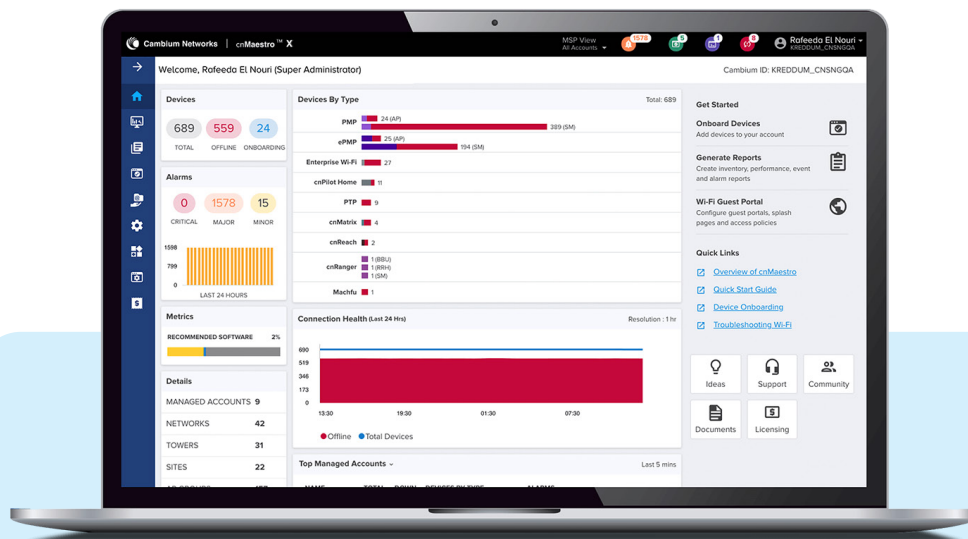 Cambium Networks | cnMaestro™ X
MSP View
All Accounts
1578
5
1
8
Rafeeda El Nouri
KREDDUM_CNSNGQA
Welcome, Rafeeda El Nouri (Super Administrator)
Cambium ID: KREDDUM_CNSNGQA
Devices
689 559 24
TOTAL OFFLINE ONBOARDING
Alarms
0 1578 15
CRITICAL MAJOR MINOR
1598
799
0
LAST 24 HOURS
Metrics
RECOMMENDED SOFTWARE 2%
Details
MANAGED ACCOUNTS 9
NETWORKS 42
TOWERS 31
SITES 22
Devices By Type Total: 689
PMP 24 (AP)
389 (SM)
ePMP 25 (AP)
194 (SM)
Enterprise Wi-Fi 27
cnPilot Home 11
PTP 9
cnMatrix 4
cnReach 2
cnRanger 1 (BBU)
1 (RRH)
1 (SM)
Machfu 1
Connection Health (Last 24 Hrs) Resolution : 1 hr
690
519
346
173
0
13:30 19:30 01:30 07:30
Offline Total Devices
Top Managed Accounts Last 5 mins
NAME TOTAL DOWN DEVICES BY TYPE ALARMS
Get Started
Onboard Devices
Add devices to your account
Generate Reports
Create inventory, performance, event
and alarm reports
Wi-Fi Guest Portal
Configure guest portals, splash
pages and access policies
Quick Links
Overview of cnMaestro
Quick Start Guide
Device Onboarding
Troubleshooting Wi-Fi
Ideas Support Community
Documents Licensing